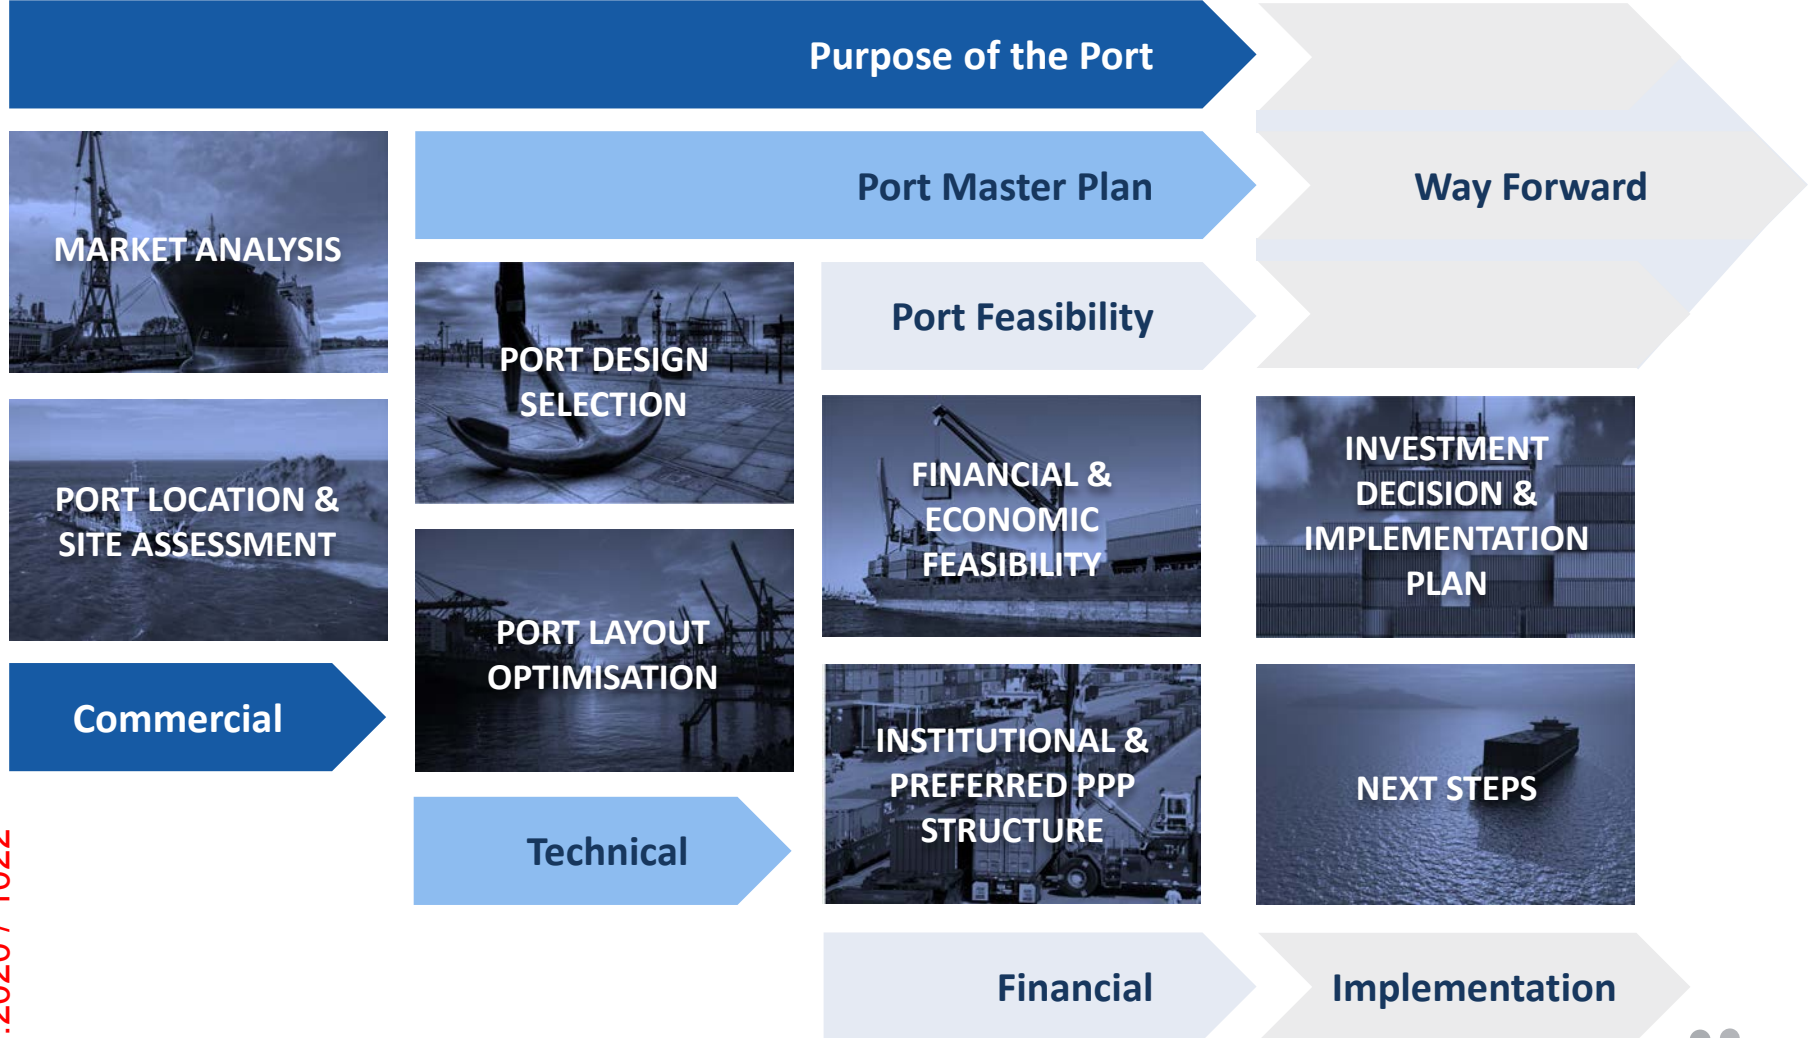 Purpose of the Port
Port Master Plan
Way Forward
MARKET ANALYSIS
Port Feasibility
PORT DESIGN
SELECTION
PORT LOCATION &
SITE ASSESSMENT
FINANCIAL &
ECONOMIC
FEASIBILITY
INVESTMENT
DECISION &
IMPLEMENTATION
PLAN
PORT LAYOUT
OPTIMISATION
Commercial
INSTITUTIONAL &
PREFERRED PPP
STRUCTURE
NEXT STEPS
Technical
Financial
Implementation